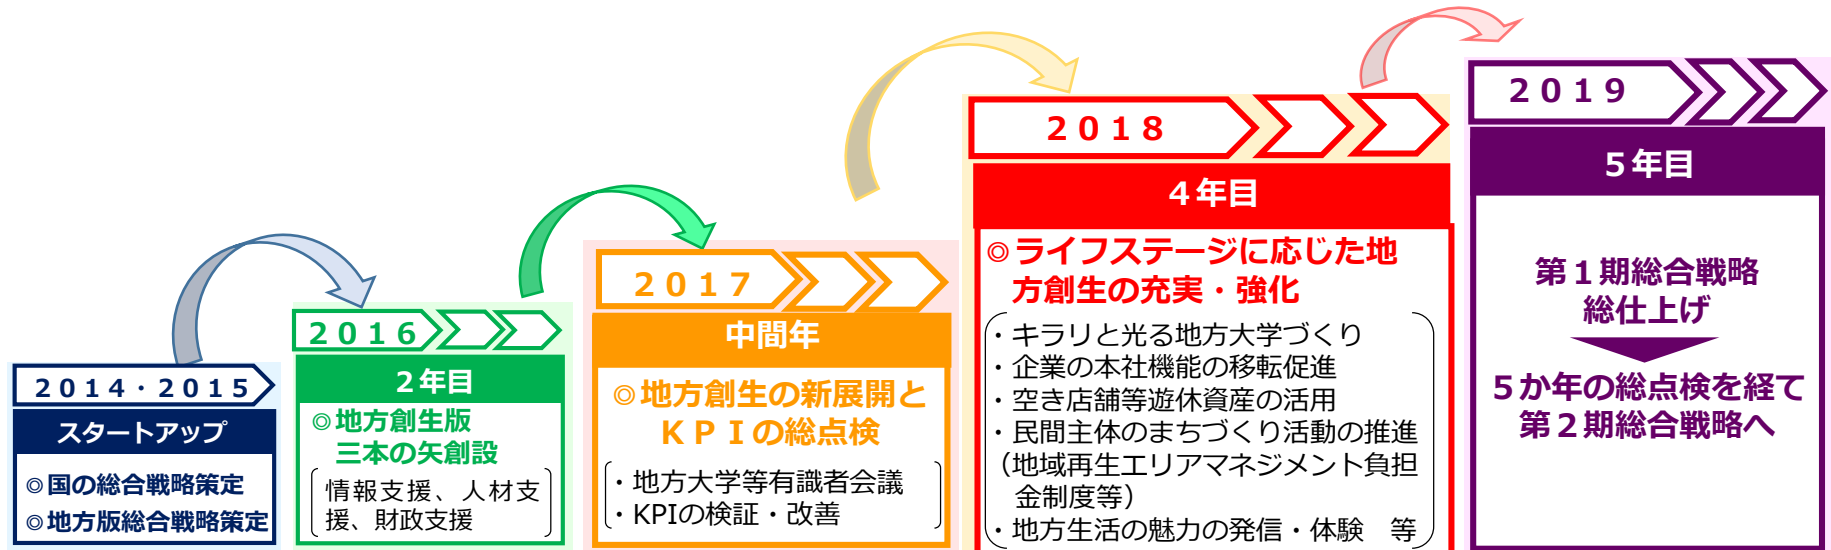 ２０１４・２０１５
スタートアップ
◎国の総合戦略策定
◎地方版総合戦略策定
２０１６
２年目
◎地方創生版
三本の矢創設
情報支援、人材支
援、財政支援
２０１７
中間年
◎地方創生の新展開と
ＫＰＩの総点検
・地方大学等有識者会議
・KPIの検証・改善
２０１８
４年目
◎ライフステージに応じた地
方創生の充実・強化
・キラリと光る地方大学づくり
・企業の本社機能の移転促進
・空き店舗等遊休資産の活用
・民間主体のまちづくり活動の推進
（地域再生エリアマネジメント負担
金制度等）
・地方生活の魅力の発信・体験　等
２０１９
５年目
第１期総合戦略
総仕上げ
５か年の総点検を経て
第２期総合戦略へ